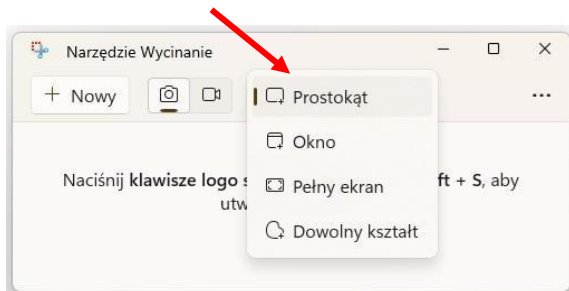 Narzędzie Wycinanie
+ Nowy
Prostokąt
Okno
Naciśnij klawisze logo s ft + S, aby
Pełny ekran
utw
Dowolny kształt